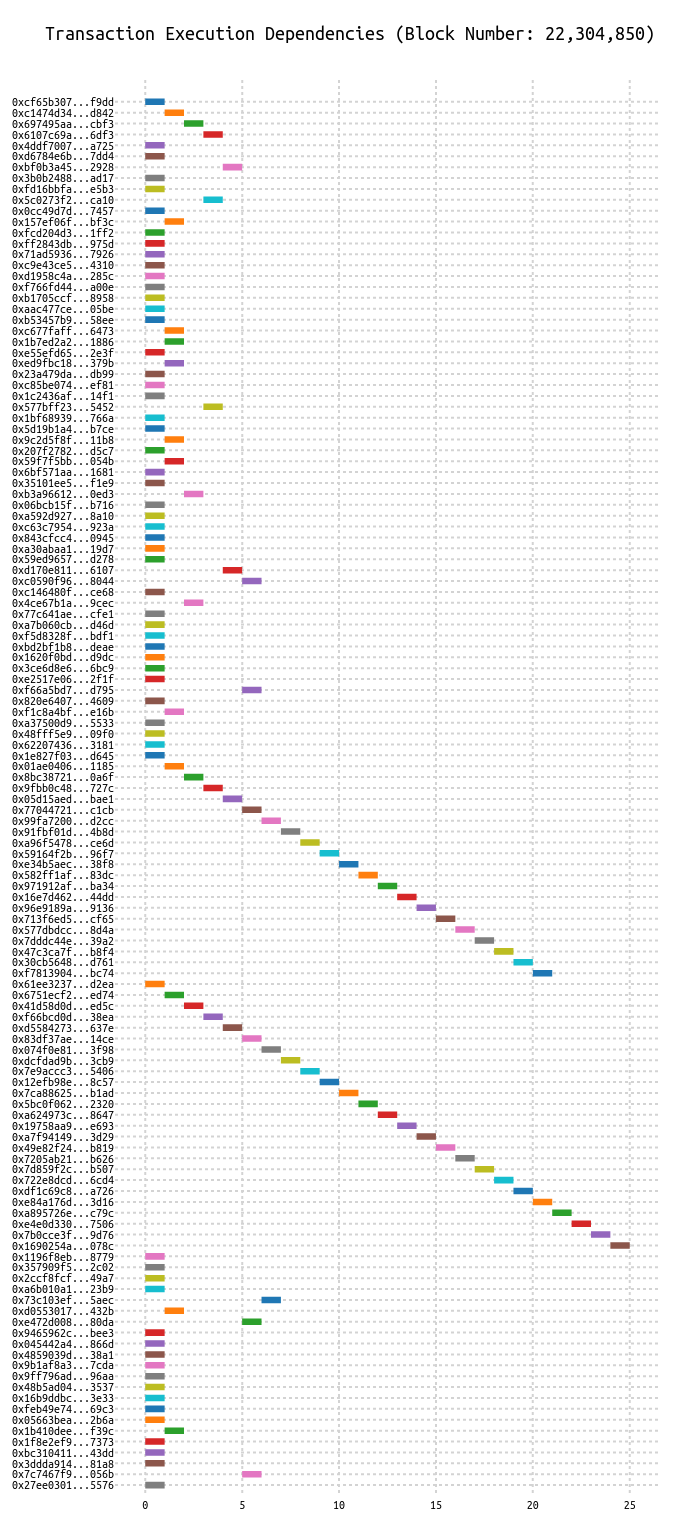 Transaction Execution Dependencies (Block Number: 22,304,850)
0xcf65b307...f9dd
0xc1474d34...d842
0x697495aa...cbf3
0x6107c69a...6df3
0x4ddf7007...a725
0xd6784e6b...7dd4
0xbf0b3a45...2928
0x3b0b2488...ad17
0xfd16bbfa...e5b3
0x5c0273f2...ca10
0x0cc49d7d...7457
0x157ef06f...bf3c
0xfcd204d3...1ff2
0xff2843db...975d
0x71ad5936...7926
0xc9e43ce5...4310
0xd1958c4a...285c
0xf766fd44...a00e
0xb1705ccf...8958
0xaac477ce...05be
0xb53457b9...58ee
0xc677faff...6473
0x1b7ed2a2...1886
0xe55efd65...2e3f
0xed9fbc18...379b
0x23a479da...db99
0xc85be074...ef81
0x1c2436af...14f1
0x577bff23...5452
0x1bf68939...766a
0x5d19b1a4...b7ce
0x9c2d5f8f...11b8
0x207f2782...d5c7
0x59f7f5bb...054b
0x6bf571aa...1681
0x35101ee5...f1e9
0xb3a96612...0ed3
0x06bcb15f...b716
0xa592d927...8a10
0xc63c7954...923a
0x843cfcc4...0945
0xa30abaa1...19d7
0x59ed9657...d278
0xd170e811...6107
0xc0590f96...8044
0xc146480f...ce68
0x4ce67b1a...9cec
0x77c641ae...cfe1
0xa7b060cb...d46d
0xf5d8328f...bdf1
0xbd2bf1b8...deae
0x1620f0bd...d9dc
0x3ce6d8e6...6bc9
0xe2517e06...2f1f
0xf66a5bd7...d795
0x820e6407...4609
0xf1c8a4bf...e16b
0xa37500d9...5533
0x48fff5e9...09f0
0x62207436...3181
0x1e827f03...d645
0x01ae0406...1185
0x8bc38721...0a6f
0x9fbb0c48...727c
0x05d15aed...bae1
0x77044721...c1cb
0x99fa7200...d2cc
0x91fbf01d...4b8d
0xa96f5478...ce6d
0x59164f2b...96f7
0xe34b5aec...38f8
0x582ff1af...83dc
0x971912af...ba34
0x16e7d462...44dd
0x96e9189a...9136
0x713f6ed5...cf65
0x577dbdcc...8d4a
0x7dddc44e...39a2
0x47c3ca7f...b8f4
0x30cb5648...d761
0xf7813904...bc74
0x61ee3237...d2ea
0x6751ecf2...ed74
0x41d58d0d...ed5c
0xf66bcd0d...38ea
0xd5584273...637e
0x83df37ae...14ce
0x074f0e81...3f98
0xdcfdad9b...3cb9
0x7e9accc3...5406
0x12efb98e...8c57
0x7ca88625...b1ad
0x5bc0f062...2320
0xa624973c...8647
0x19758aa9...e693
0xa7f94149...3d29
0x49e82f24...b819
0x7205ab21...b626
0x7d859f2c...b507
0x722e8dcd...6cd4
0xdf1c69c8...a726
0xe84a176d...3d16
0xa895726e...c79c
0xe4e0d330...7506
0x7b0cce3f...9d76
0x1690254a...078c
0x1196f8eb...8779
0x357909f5...2c02
0x2ccf8fcf...49a7
0xa6b010a1...23b9
0x73c103ef...5aec
0xd0553017...432b
0xe472d008...80da
0x9465962c...bee3
0x045442a4...866d
0x4859039d...38a1
0x9b1af8a3...7cda
0x9ff796ad...96aa
0x48b5ad04...3537
0x16b9ddbc...3e33
0xfeb49e74...69c3
0x05663bea...2b6a
0x1b410dee...f39c
0x1f8e2ef9...7373
0xbc310411...43dd
0x3ddda914...81a8
0x7c7467f9...056b
0x27ee0301...5576
0 5 10 15 20 25